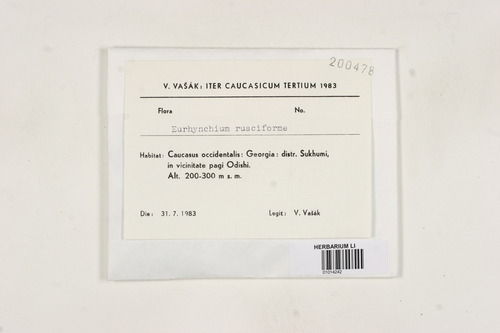 200478
V. VAŠÁK: ITER CAUCASICUM TERTIUM 1983
Flora No.
Eurhynchium rusciforme
Habitat: Caucasus occidentalis: Georgia: distr. Sukhumi,
in vicinitate pagi Odishi.
Alt. 200-300 m s. m.
Die: 31. 7. 1983 Legit: V. Vašák
HERBARIUM LI
01014242